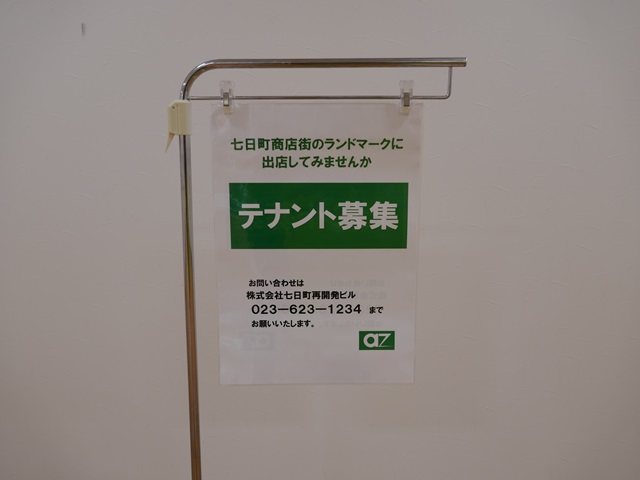 七日町商店街のランドマークに
出店してみませんか
テナント募集
お問い合わせは
株式会社七日町再開発ビル
023-623-1234 まで
お願いいたします。
az